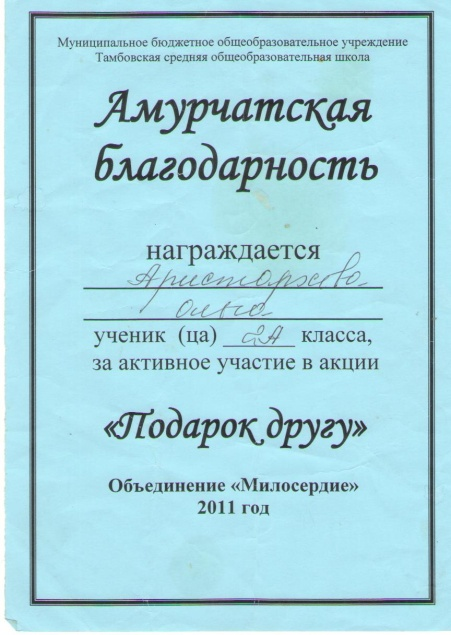 Муниципальное бюджетное общеобразовательное учреждение
Тамбовская средняя общеобразовательная школа
Амурчатская
благодарность
награждается
Аристархова
Ольга
ученик (ца) 2А класса,
за активное участие в акции
«Подарок другу»
Объединение «Милосердие»
2011 год